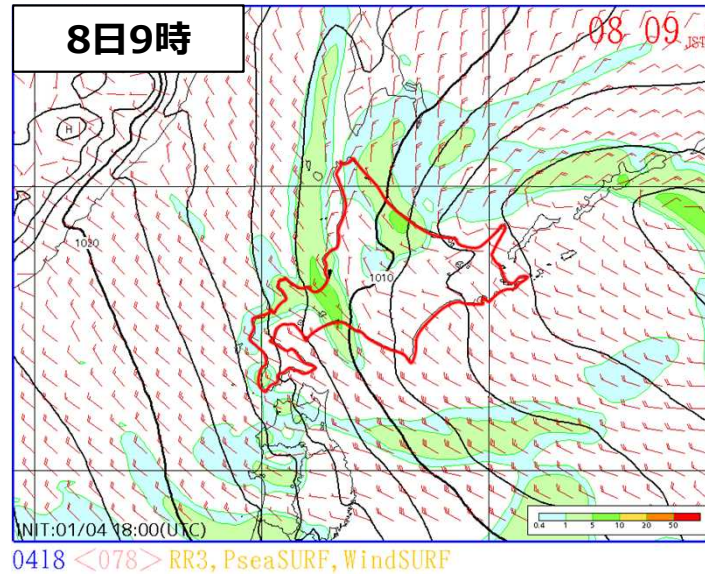 8日9時
08 09 JST
H
1020
1010
INIT:01/04 18:00(UTC)
0.4 1 5 10 20 50
0418 <078> RR3, PseaSURF, WindSURF